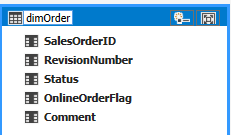 dimOrder
SalesOrderID
RevisionNumber
Status
OnlineOrderFlag
Comment